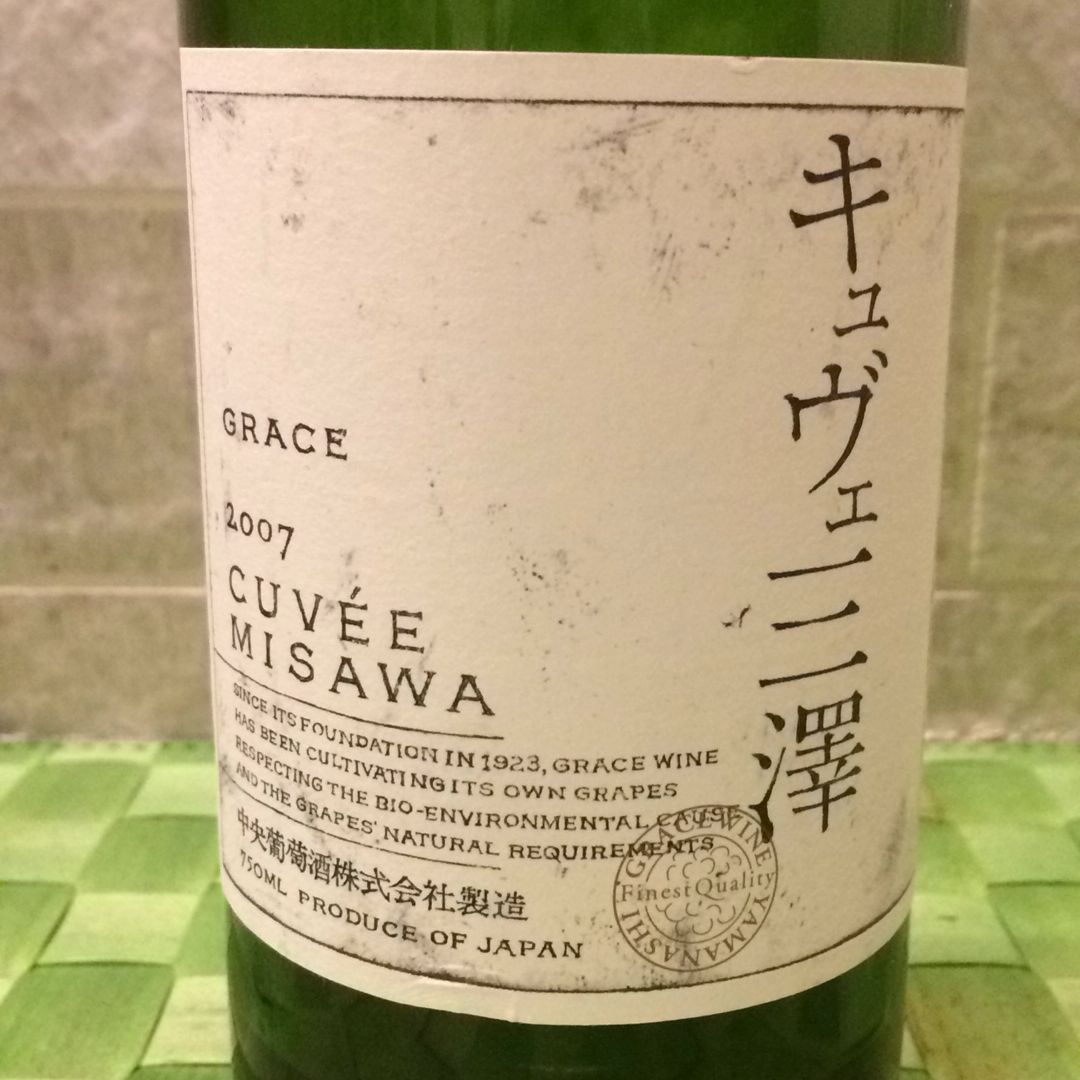 キュヴェ三澤
GRACE
2007
CUVÉE
MISAWA
SINCE ITS FOUNDATION IN 1923, GRACE WINE
HAS BEEN CULTIVATING ITS OWN GRAPES
RESPECTING THE BIO-ENVIRONMENTAL CAUSE
AND THE GRAPES' NATURAL REQUIREMENTS
中央葡萄酒株式会社製造
750ML PRODUCE OF JAPAN
GRACE WINE
Finest Quality
YAMANASHI